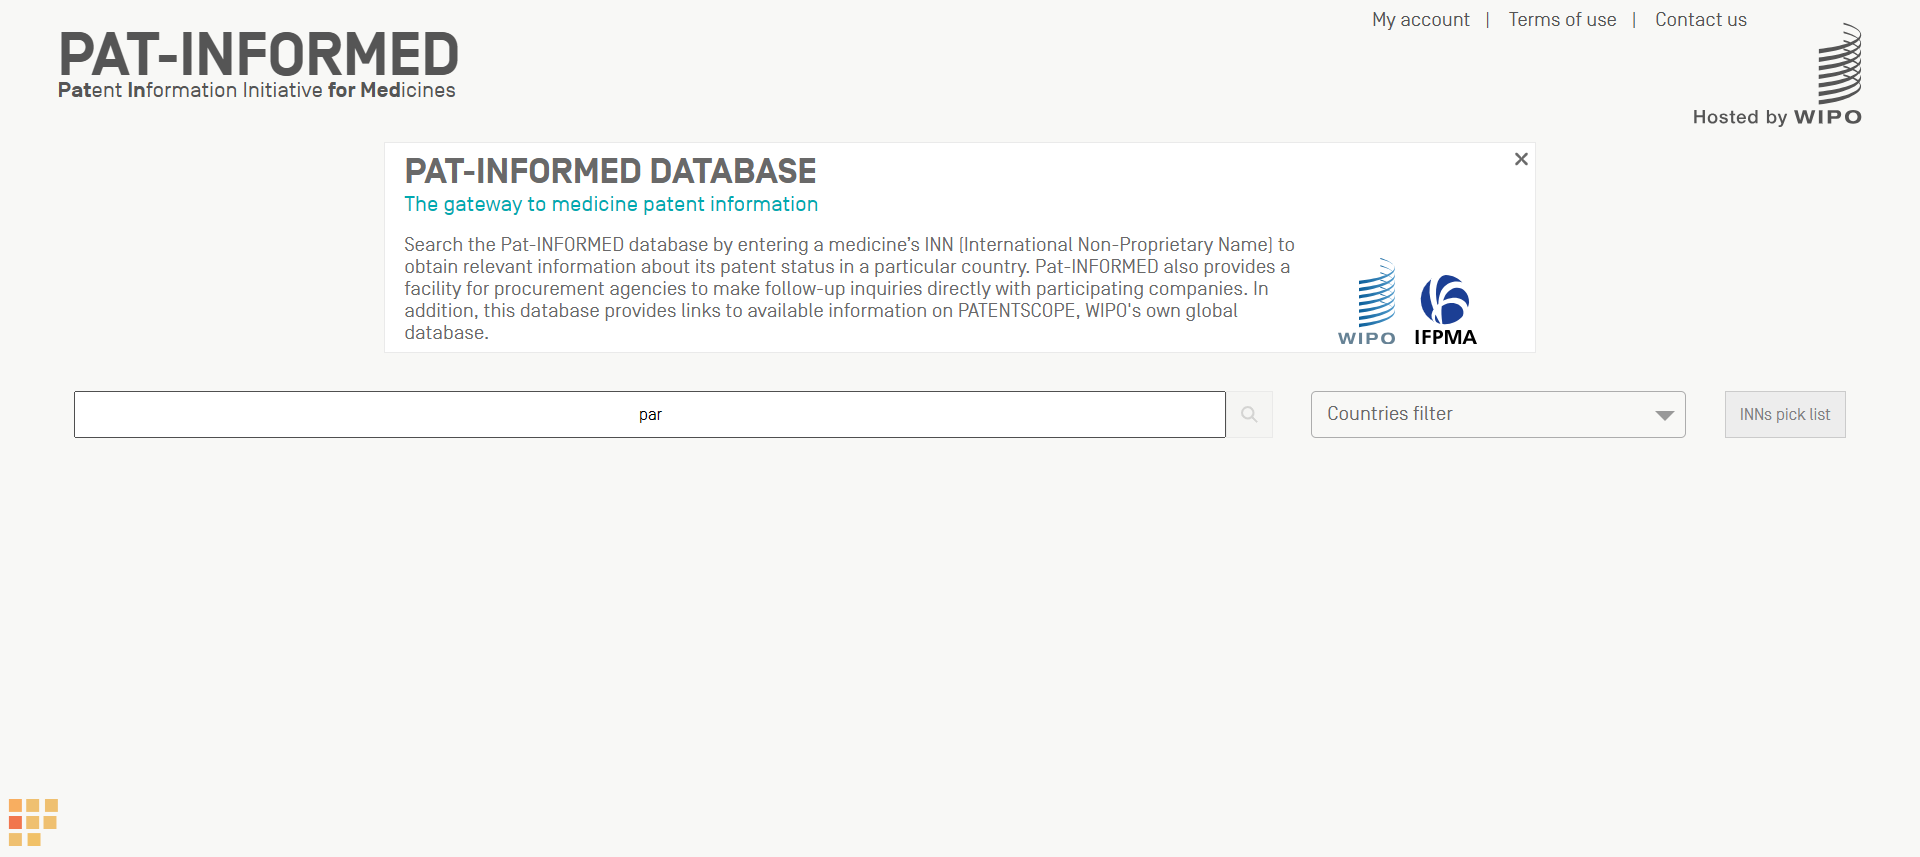 My account | Terms of use | Contact us
PAT-INFORMED
Patent Information Initiative for Medicines
Hosted by WIPO
PAT-INFORMED DATABASE
The gateway to medicine patent information
Search the Pat-INFORMED database by entering a medicine’s INN (International Non-Proprietary Name) to
obtain relevant information about its patent status in a particular country. Pat-INFORMED also provides a
facility for procurement agencies to make follow-up inquiries directly with participating companies. In
addition, this database provides links to available information on PATENTSCOPE, WIPO's own global
database.
WIPO IFPMA
par
Countries filter
INNs pick list